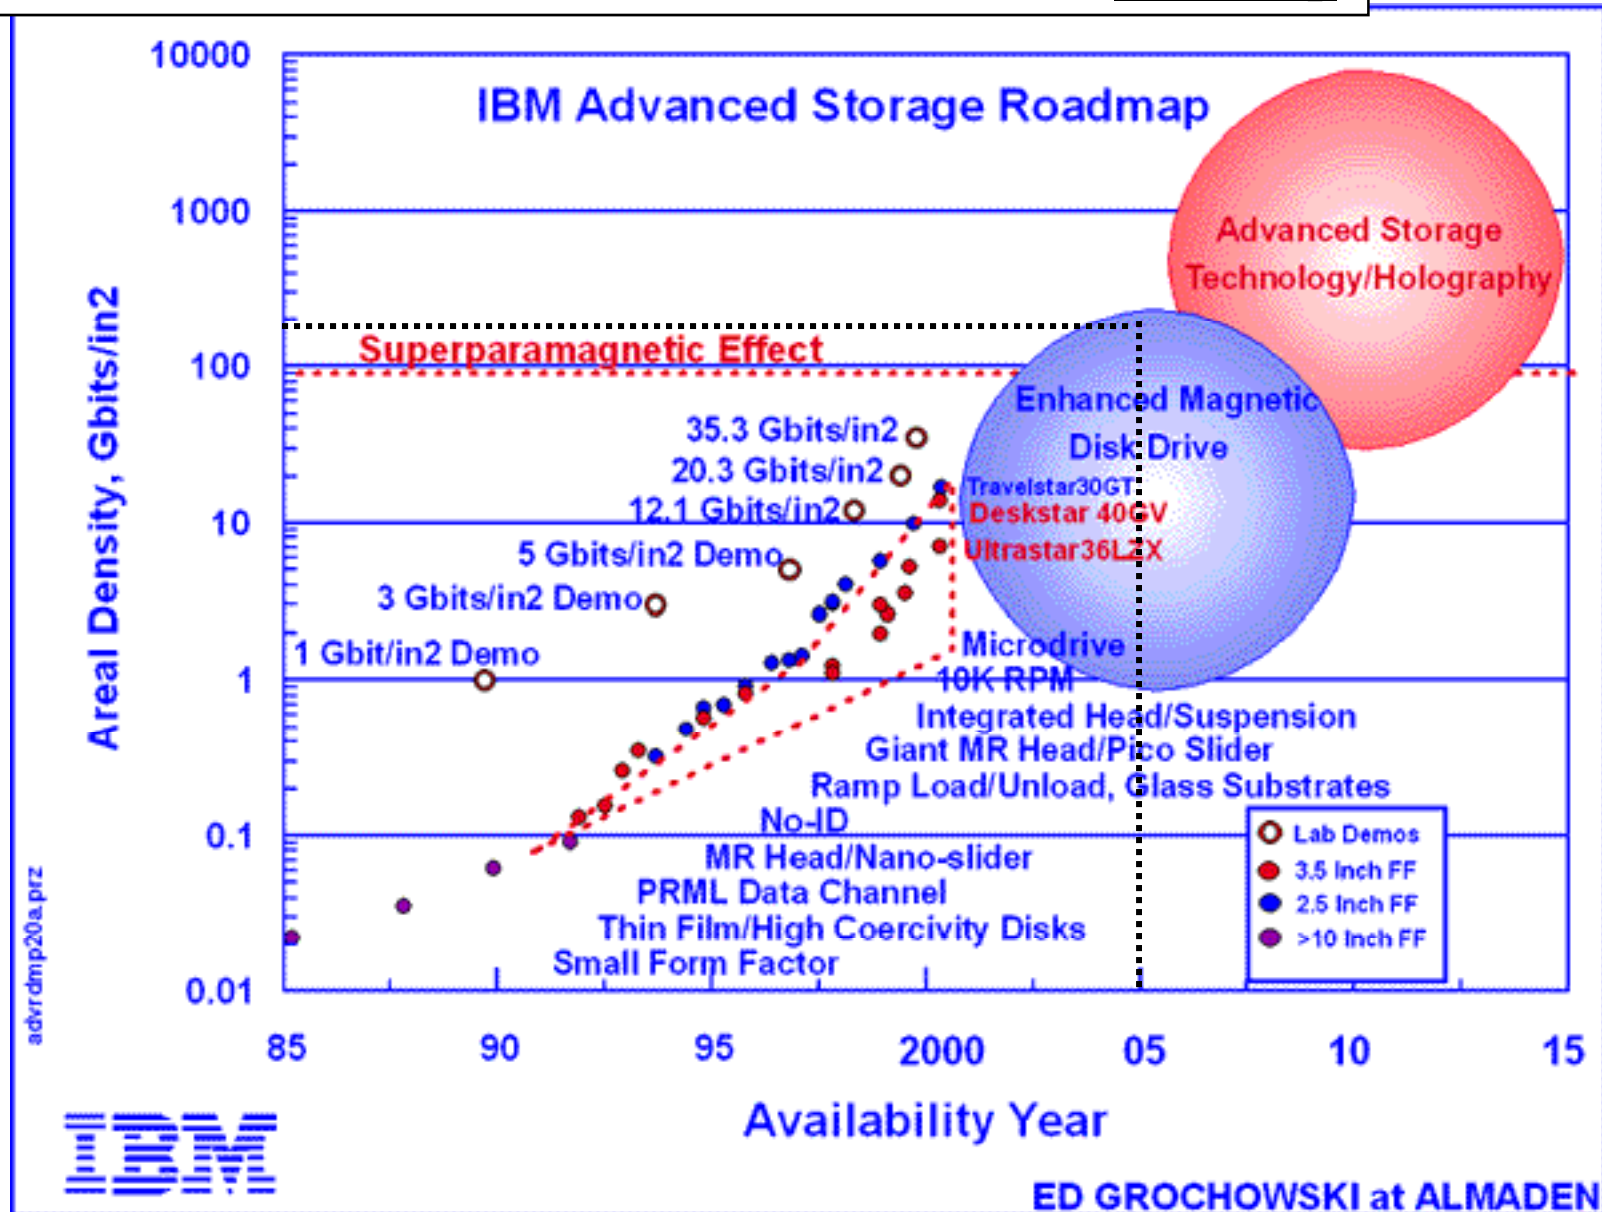 IBM Advanced Storage Roadmap
10000
1000
100
10
1
0.1
0.01
Areal Density, Gbits/in2
Advanced Storage
Technology/Holography
Superparamagnetic Effect
Enhanced Magnetic
Disk Drive
35.3 Gbits/in2
20.3 Gbits/in2
12.1 Gbits/in2
5 Gbits/in2 Demo
3 Gbits/in2 Demo
1 Gbit/in2 Demo
Travelstar30GT
Deskstar 40GV
Ultrastar36LZX
Microdrive
10K RPM
Integrated Head/Suspension
Giant MR Head/Pico Slider
Ramp Load/Unload, Glass Substrates
No-ID
MR Head/Nano-slider
PRML Data Channel
Thin Film/High Coercivity Disks
Small Form Factor
Lab Demos
3.5 Inch FF
2.5 Inch FF
>10 Inch FF
85 90 95 2000 05 10 15
Availability Year
advrdmp20a.prz
IBM
ED GROCHOWSKI at ALMADEN